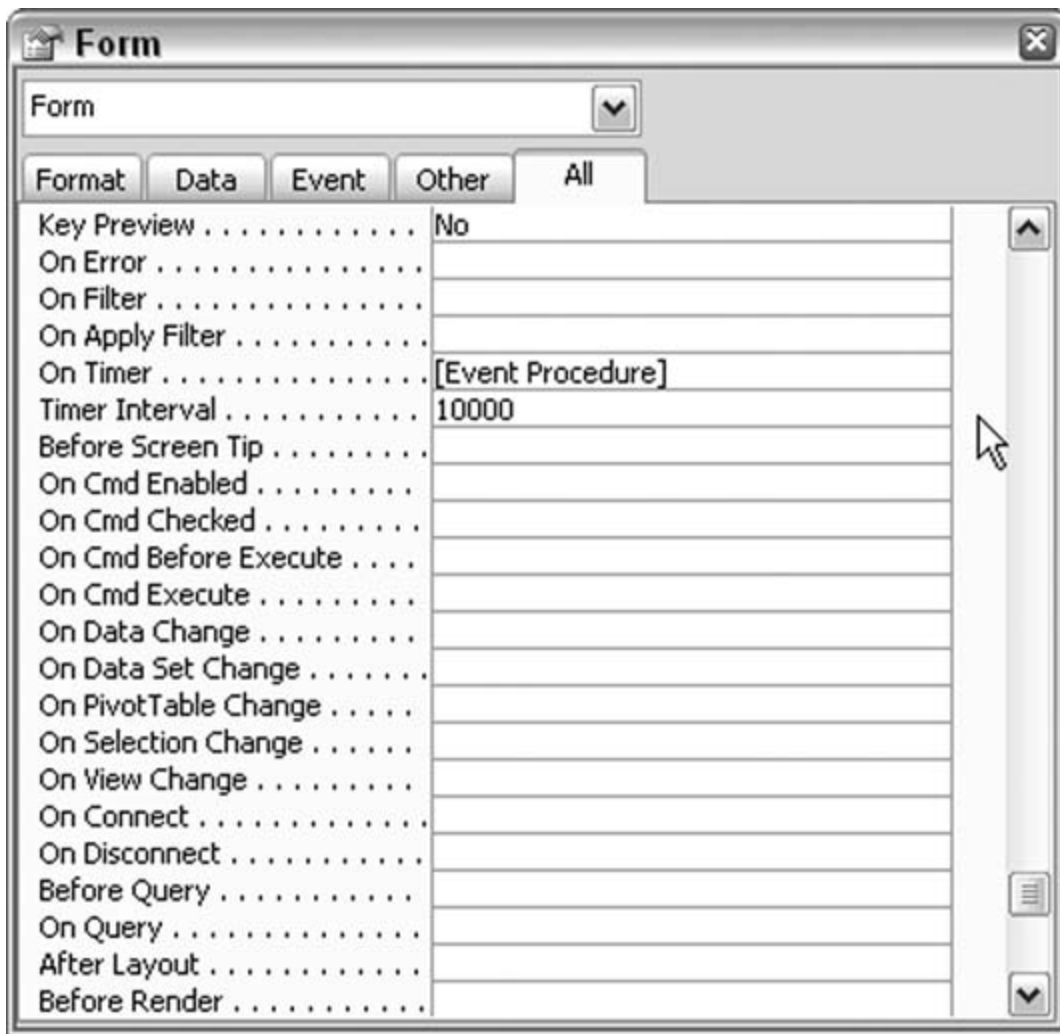 Form
Form
Format Data Event Other All
Key Preview . . . . . . . . . . . . No
On Error . . . . . . . . . . . . . . .
On Filter . . . . . . . . . . . . . . .
On Apply Filter . . . . . . . . . . .
On Timer . . . . . . . . . . . . . . . [Event Procedure]
Timer Interval . . . . . . . . . . . 10000
Before Screen Tip . . . . . . . . .
On Cmd Enabled . . . . . . . . .
On Cmd Checked . . . . . . . . .
On Cmd Before Execute . . . .
On Cmd Execute . . . . . . . . .
On Data Change . . . . . . . . .
On Data Set Change . . . . . . .
On PivotTable Change . . . . .
On Selection Change . . . . . .
On View Change . . . . . . . . .
On Connect . . . . . . . . . . . . .
On Disconnect . . . . . . . . . . .
Before Query . . . . . . . . . . . .
On Query . . . . . . . . . . . . . .
After Layout . . . . . . . . . . . .
Before Render . . . . . . . . . . .